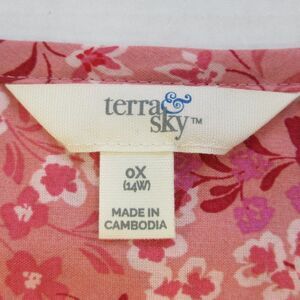 terra &
sky™
0X
(14W)
MADE IN
CAMBODIA